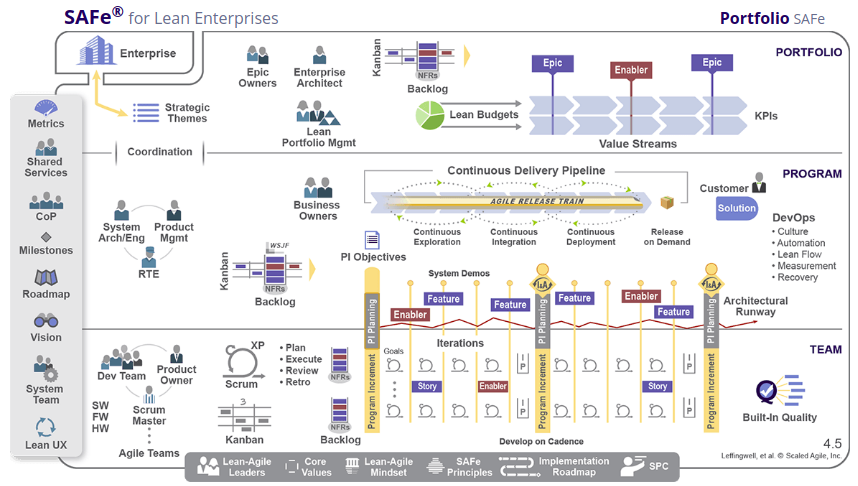 SAFe® for Lean Enterprises
Portfolio SAFe
Enterprise
Strategic
Themes
Epic
Owners
Enterprise
Architect
Lean
Portfolio Mgmt
Kanban
NFRs
Backlog
Lean Budgets
Epic
Enabler
Epic
Value Streams
KPIs
PORTFOLIO
Metrics
Shared
Services
CoP
Milestones
Roadmap
Vision
System
Team
Lean UX
Coordination
PROGRAM
Business
Owners
Continuous Delivery Pipeline
AGILE RELEASE TRAIN
Continuous
Exploration
Continuous
Integration
Continuous
Deployment
Release
on Demand
Customer
Solution
DevOps
• Culture
• Automation
• Lean Flow
• Measurement
• Recovery
System
Arch/Eng
Product
Mgmt
RTE
Kanban
WSJF
NFRs
Backlog
PI Objectives
System Demos
Enabler
Feature
Feature
I&A
Feature
Enabler
Feature
I&A
Architectural
Runway
PI Planning
PI Planning
PI Planning
TEAM
Dev Team
Product
Owner
Scrum
Master
SW
FW
HW
Agile Teams
XP
Scrum
• Plan
• Execute
• Review
• Retro
3
Kanban
NFRs
NFRs
Backlog
Program Increment
Goals
Iterations
Story
Enabler
I P
I P
Program Increment
Story
I P
I P
Program Increment
Develop on Cadence
Built-In Quality
4.5
Leffingwell, et al. © Scaled Agile, Inc.
Lean-Agile
Leaders
Core
Values
Lean-Agile
Mindset
SAFe
Principles
Implementation
Roadmap
SPC